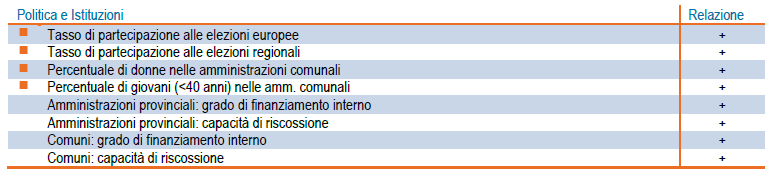 Politica e Istituzioni Relazione
Tasso di partecipazione alle elezioni europee +
Tasso di partecipazione alle elezioni regionali +
Percentuale di donne nelle amministrazioni comunali +
Percentuale di giovani (<40 anni) nelle amm. comunali +
Amministrazioni provinciali: grado di finanziamento interno +
Amministrazioni provinciali: capacità di riscossione +
Comuni: grado di finanziamento interno +
Comuni: capacità di riscossione +